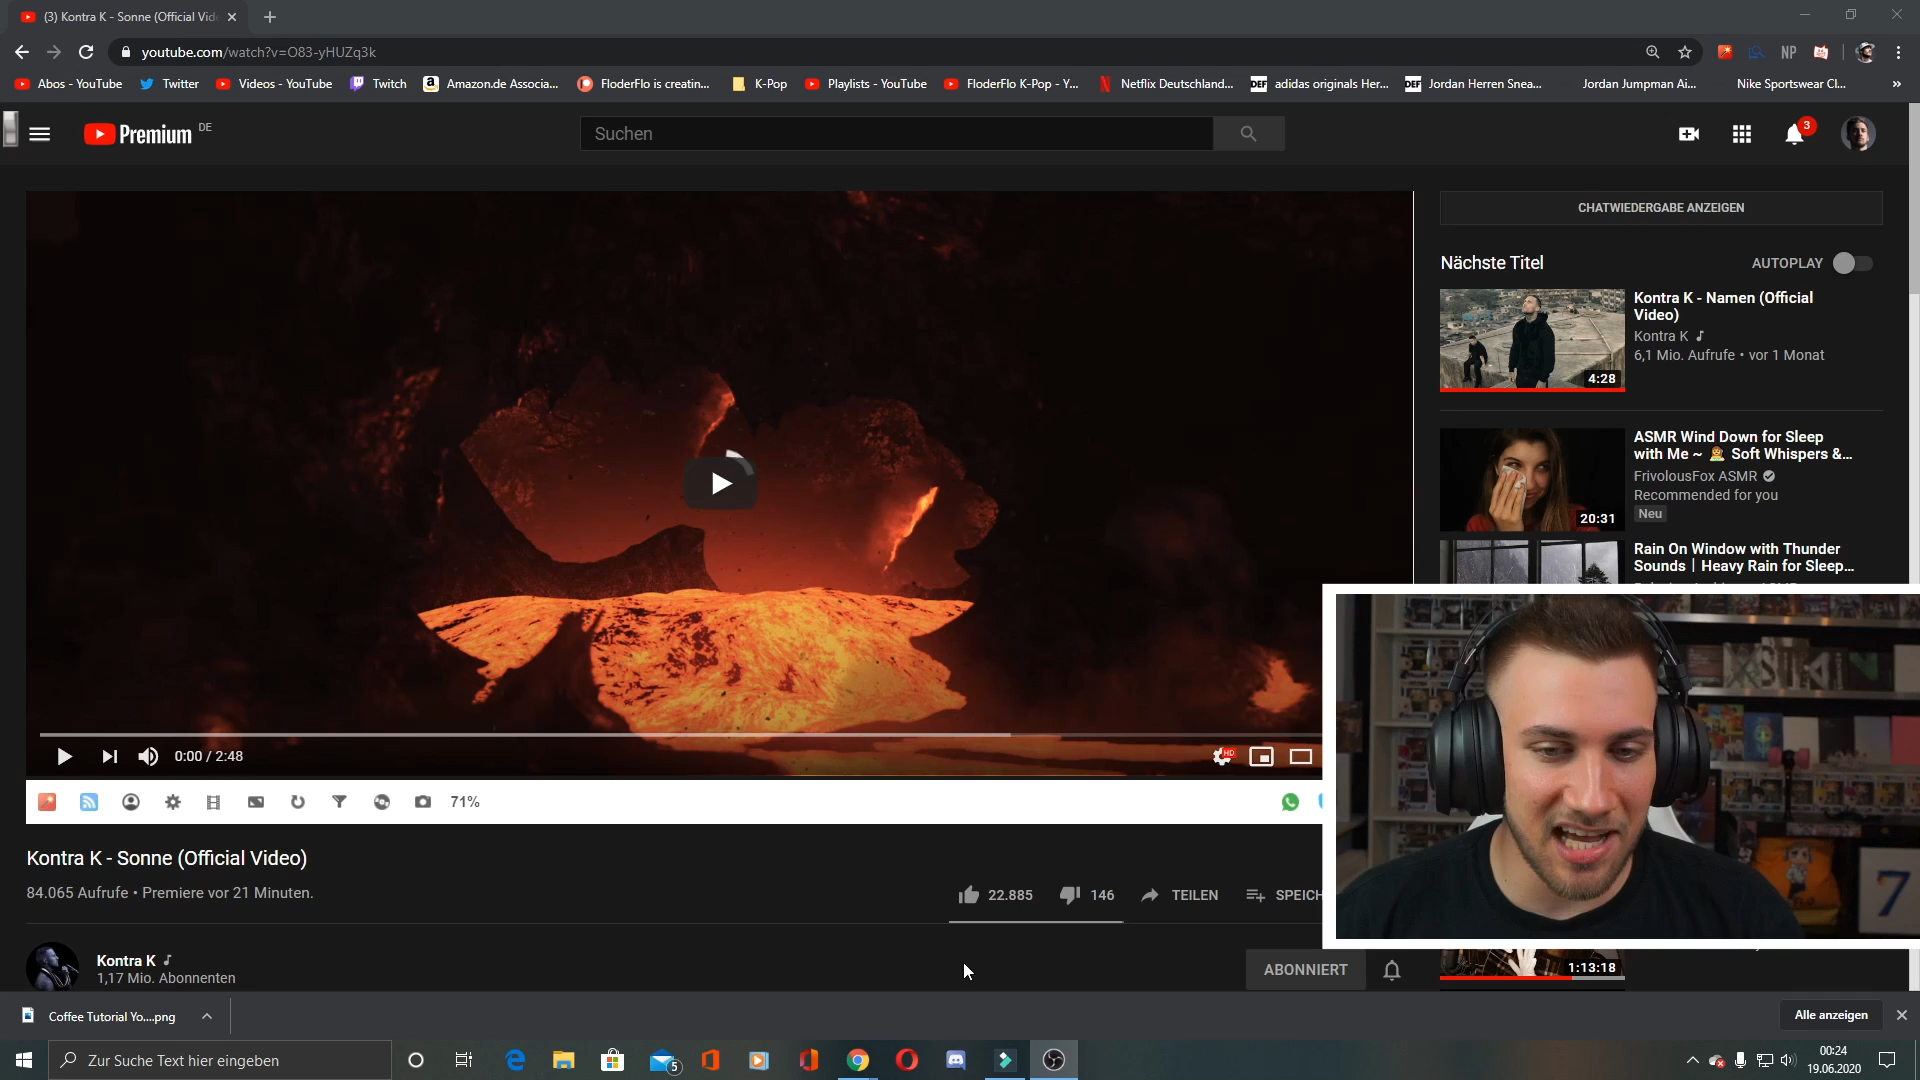 (3) Kontra K - Sonne (Official Vid
youtube.com/watch?v=O83-yHUZq3k
NP
Abos - YouTube
Twitter
Videos - YouTube
Twitch
Amazon.de Associa...
FloderFlo is creatin...
K-Pop
Playlists - YouTube
FloderFlo K-Pop - Y...
Netflix Deutschland...
DEF adidas originals Her...
DEF Jordan Herren Snea...
Jordan Jumpman Ai...
Nike Sportswear Cl...
»
Premium DE
Suchen
3
CHATWIEDERGABE ANZEIGEN
Nächste Titel
AUTOPLAY
Kontra K - Namen (Official
Video)
Kontra K
6,1 Mio. Aufrufe • vor 1 Monat
4:28
ASMR Wind Down for Sleep
with Me ~ Soft Whispers &...
FrivolousFox ASMR
Recommended for you
Neu
20:31
Rain On Window with Thunder
Sounds | Heavy Rain for Sleep...
0:00 / 2:48
HD
71%
Kontra K - Sonne (Official Video)
84.065 Aufrufe • Premiere vor 21 Minuten.
22.885
146
TEILEN
SPEICH
Kontra K
1,17 Mio. Abonnenten
ABONNIERT
1:13:18
7
Coffee Tutorial Yo....png
Alle anzeigen
Zur Suche Text hier eingeben
5
00:24
19.06.2020